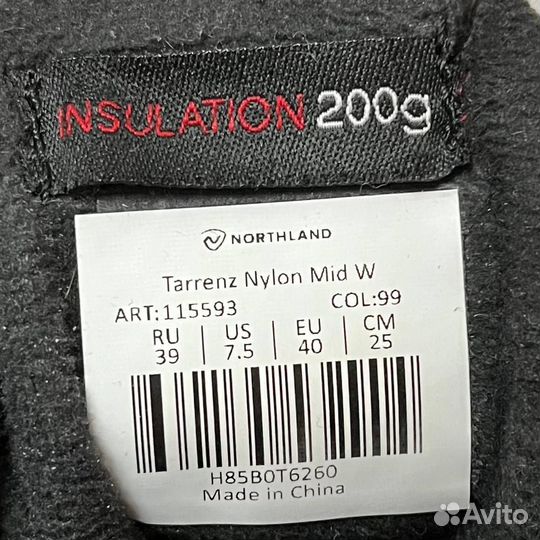 INSULATION 200g
NORTHLAND
Tarrenz Nylon Mid W
ART:115593 COL:99
RU US EU CM
39 7.5 40 25
H85B0T6260
Made in China
Avito